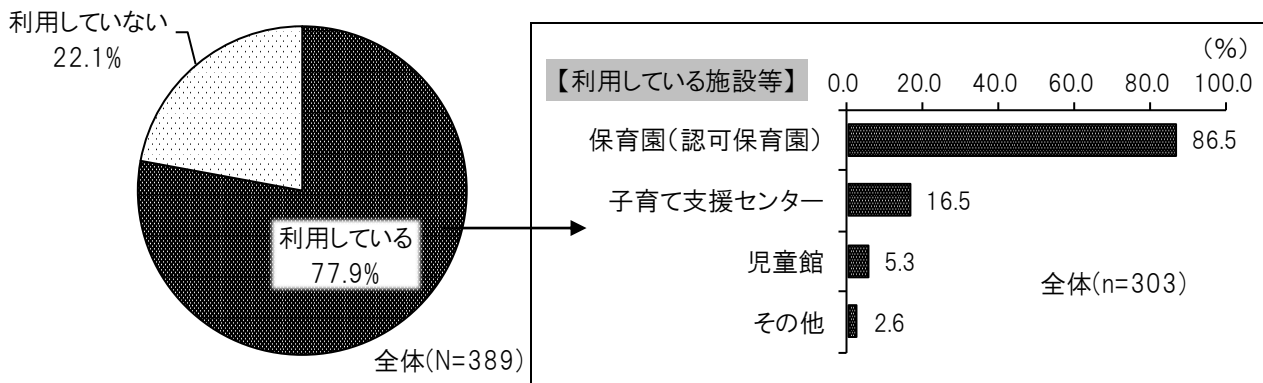 利用していない
22.1%
利用している
77.9%
全体(N=389)
(%)
【利用している施設等】
0.0 20.0 40.0 60.0 80.0 100.0
保育園(認可保育園) 86.5
子育て支援センター 16.5
児童館 5.3
その他 2.6
全体(n=303)